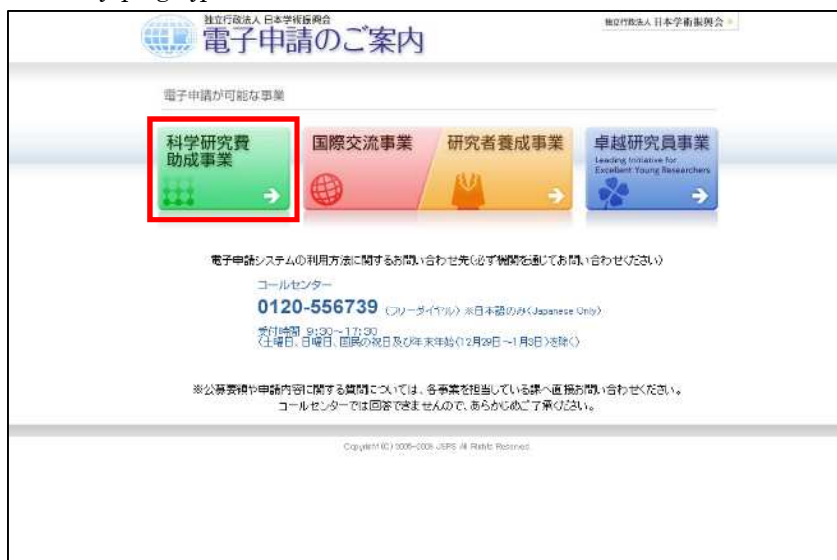 独立行政法人 日本学術振興会
電子申請のご案内
独立行政法人 日本学術振興会
電子申請が可能な事業
科学研究費
助成事業
国際交流事業
研究者養成事業
卓越研究員事業
Leading Initiative for
Excellent Young Researchers
電子申請システムの利用方法に関するお問い合わせ先(必ず機関を通じてお問い合わせください)
コールセンター
0120-556739 (フリーダイヤル) ※日本語のみ(Japanese Only)
受付時間 9:30~17:30
(土曜日、日曜日、国民の祝日及び年末年始(12月29日~1月3日)を除く)
※公募要領や申請内容に関する質問については、各事業を担当している課へ直接お問い合わせください。
コールセンターでは回答できませんので、あらかじめご了承ください。
Copyright (C) JSPS All Rights Reserved.